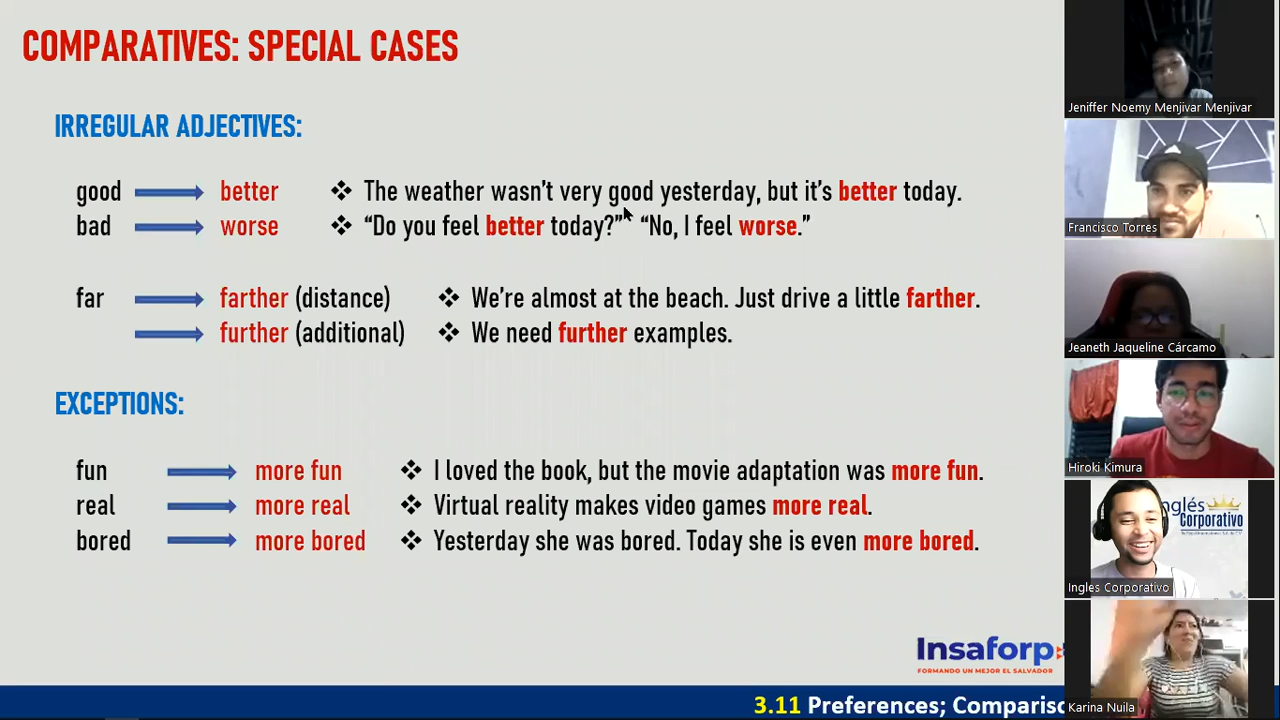 COMPARATIVES: SPECIAL CASES
IRREGULAR ADJECTIVES:
good better ❖ The weather wasn't very good yesterday, but it's better today.
bad worse ❖ “Do you feel better today?” “No, I feel worse.”
far farther (distance) ❖ We're almost at the beach. Just drive a little farther.
further (additional) ❖ We need further examples.
EXCEPTIONS:
fun more fun ❖ I loved the book, but the movie adaptation was more fun.
real more real ❖ Virtual reality makes video games more real.
bored more bored ❖ Yesterday she was bored. Today she is even more bored.
Insaforp
FORMANDO UN MEJOR EL SALVADOR
3.11 Preferences; Compariso
Jeniffer Noemy Menjivar Menjivar
Francisco Torres
Jeaneth Jaqueline Cárcamo
Hiroki Kimura
Inglés
Corporativo
Ingles Corporativo
Karina Nuila